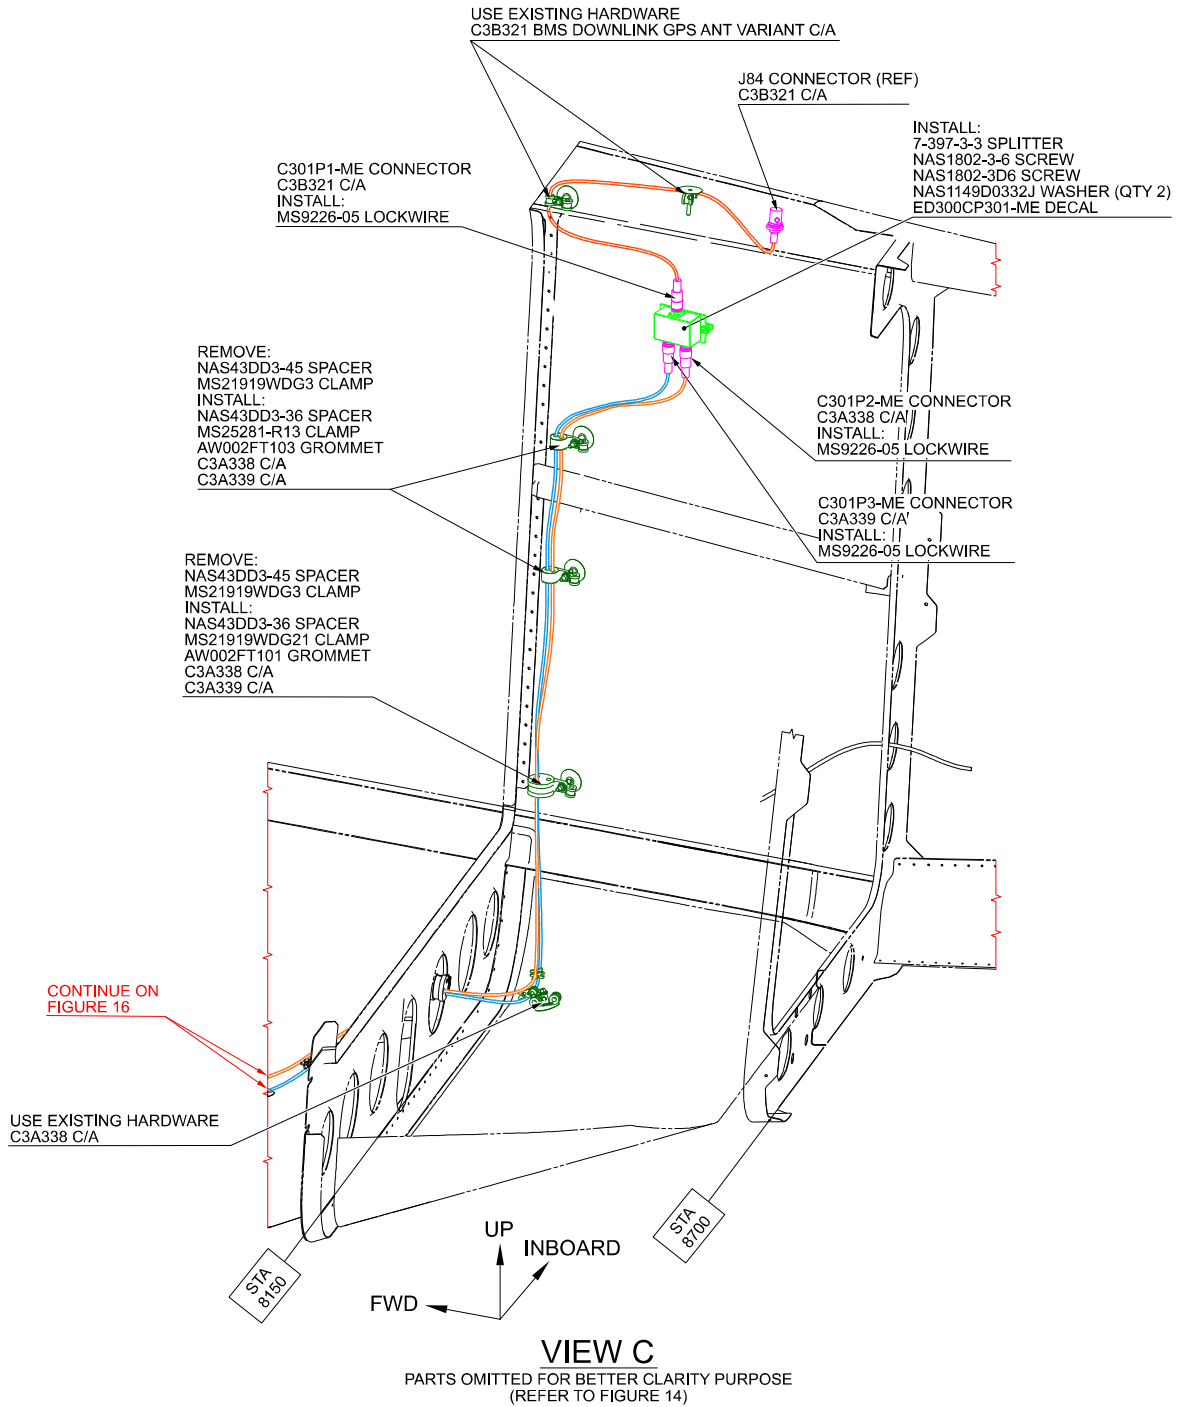 USE EXISTING HARDWARE
C3B321 BMS DOWNLINK GPS ANT VARIANT C/A
J84 CONNECTOR (REF)
C3B321 C/A
INSTALL:
7-397-3-3 SPLITTER
NAS1802-3-6 SCREW
NAS1802-3D6 SCREW
NAS1149D0332J WASHER (QTY 2)
ED300CP301-ME DECAL
C301P1-ME CONNECTOR
C3B321 C/A
INSTALL:
MS9226-05 LOCKWIRE
REMOVE:
NAS43DD3-45 SPACER
MS21919WDG3 CLAMP
INSTALL:
NAS43DD3-36 SPACER
MS25281-R13 CLAMP
AW002FT103 GROMMET
C3A338 C/A
C3A339 C/A
C301P2-ME CONNECTOR
C3A338 C/A
INSTALL:
MS9226-05 LOCKWIRE
C301P3-ME CONNECTOR
C3A339 C/A
INSTALL:
MS9226-05 LOCKWIRE
REMOVE:
NAS43DD3-45 SPACER
MS21919WDG3 CLAMP
INSTALL:
NAS43DD3-36 SPACER
MS21919WDG21 CLAMP
AW002FT101 GROMMET
C3A338 C/A
C3A339 C/A
CONTINUE ON
FIGURE 16
USE EXISTING HARDWARE
C3A338 C/A
STA
8150
STA
8700
UP
INBOARD
FWD
VIEW C
PARTS OMITTED FOR BETTER CLARITY PURPOSE
(REFER TO FIGURE 14)